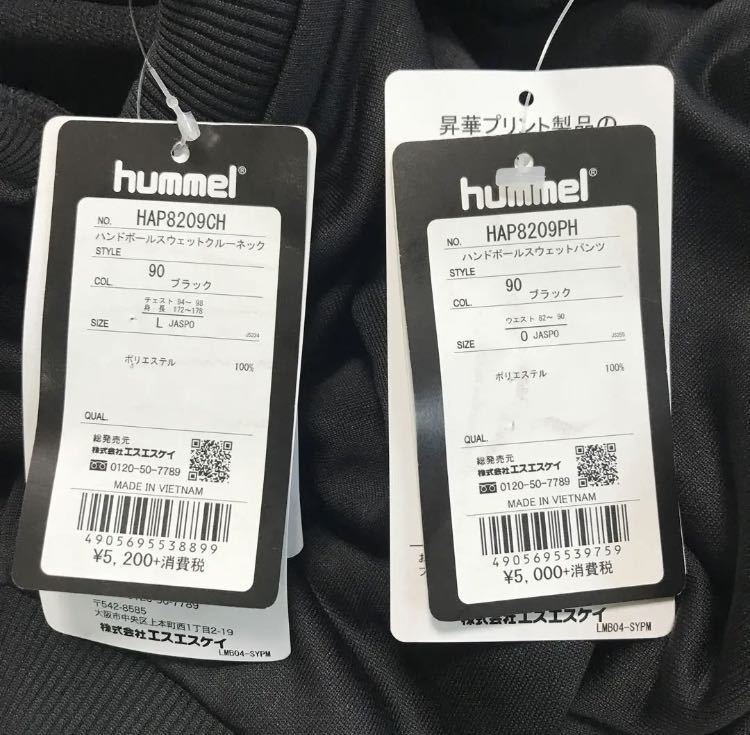 hummel®
NO. HAP8209CH
ハンドボールスウェットクルーネック
STYLE
90 ブラック
COL.
チェスト 94〜 98
身 長 172〜178
SIZE L JASPO J5224
ポリエステル 100%
QUAL.
総発売元
株式会社エスエスケイ
0120-50-7789
MADE IN VIETNAM
4905695538899
¥5,200+消費税
〒542-8585
大阪市中央区上本町西1丁目2-19
株式会社エスエスケイ
LMB04-SYPM
昇華プリント製品の
hummel®
NO. HAP8209PH
ハンドボールスウェットパンツ
STYLE
90 ブラック
COL.
ウエスト 82〜 90
SIZE O JASPO
ポリエステル 100%
QUAL.
総発売元
株式会社エスエスケイ
0120-50-7789
MADE IN VIETNAM
4905695539759
¥5,000+消費税
株式会社エスエスケイ
LMB04-SYPM